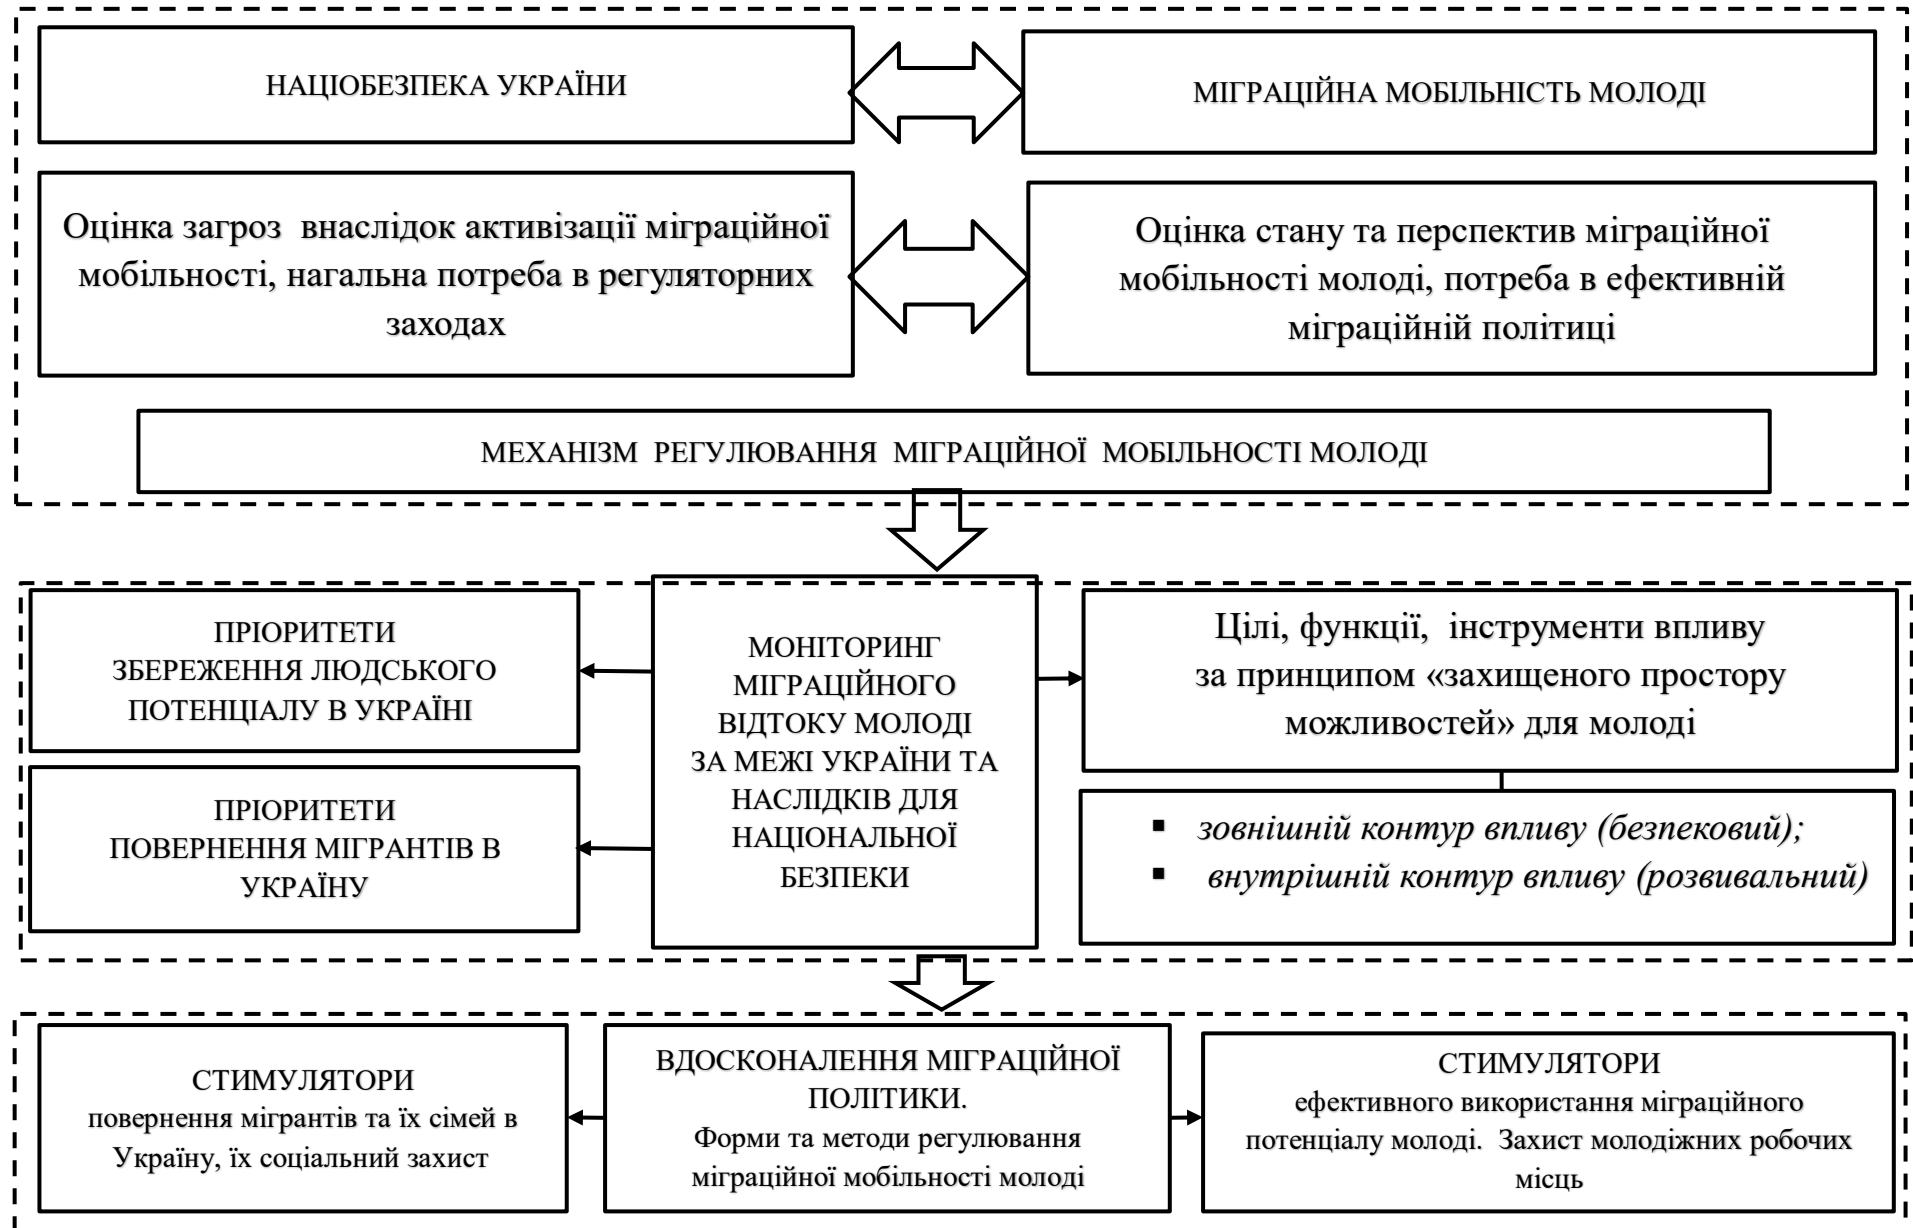 НАЦІОБЕЗПЕКА УКРАЇНИ
МІГРАЦІЙНА МОБІЛЬНІСТЬ МОЛОДІ
Оцінка загроз внаслідок активізації міграційної
мобільності, нагальна потреба в регуляторних
заходах
Оцінка стану та перспектив міграційної
мобільності молоді, потреба в ефективній
міграційній політиці
МЕХАНІЗМ РЕГУЛЮВАННЯ МІГРАЦІЙНОЇ МОБІЛЬНОСТІ МОЛОДІ
ПРІОРИТЕТИ
ЗБЕРЕЖЕННЯ ЛЮДСЬКОГО
ПОТЕНЦІАЛУ В УКРАЇНІ
ПРІОРИТЕТИ
ПОВЕРНЕННЯ МІГРАНТІВ В
УКРАЇНУ
МОНІТОРИНГ
МІГРАЦІЙНОГО
ВІДТОКУ МОЛОДІ
ЗА МЕЖІ УКРАЇНИ ТА
НАСЛІДКІВ ДЛЯ
НАЦІОНАЛЬНОЇ
БЕЗПЕКИ
Цілі, функції, інструменти впливу
за принципом «захищеного простору
можливостей» для молоді
▪ зовнішній контур впливу (безпековий);
▪ внутрішній контур впливу (розвивальний)
СТИМУЛЯТОРИ
повернення мігрантів та їх сімей в
Україну, їх соціальний захист
ВДОСКОНАЛЕННЯ МІГРАЦІЙНОЇ
ПОЛІТИКИ.
Форми та методи регулювання
міграційної мобільності молоді
СТИМУЛЯТОРИ
ефективного використання міграційного
потенціалу молоді. Захист молодіжних робочих
місць